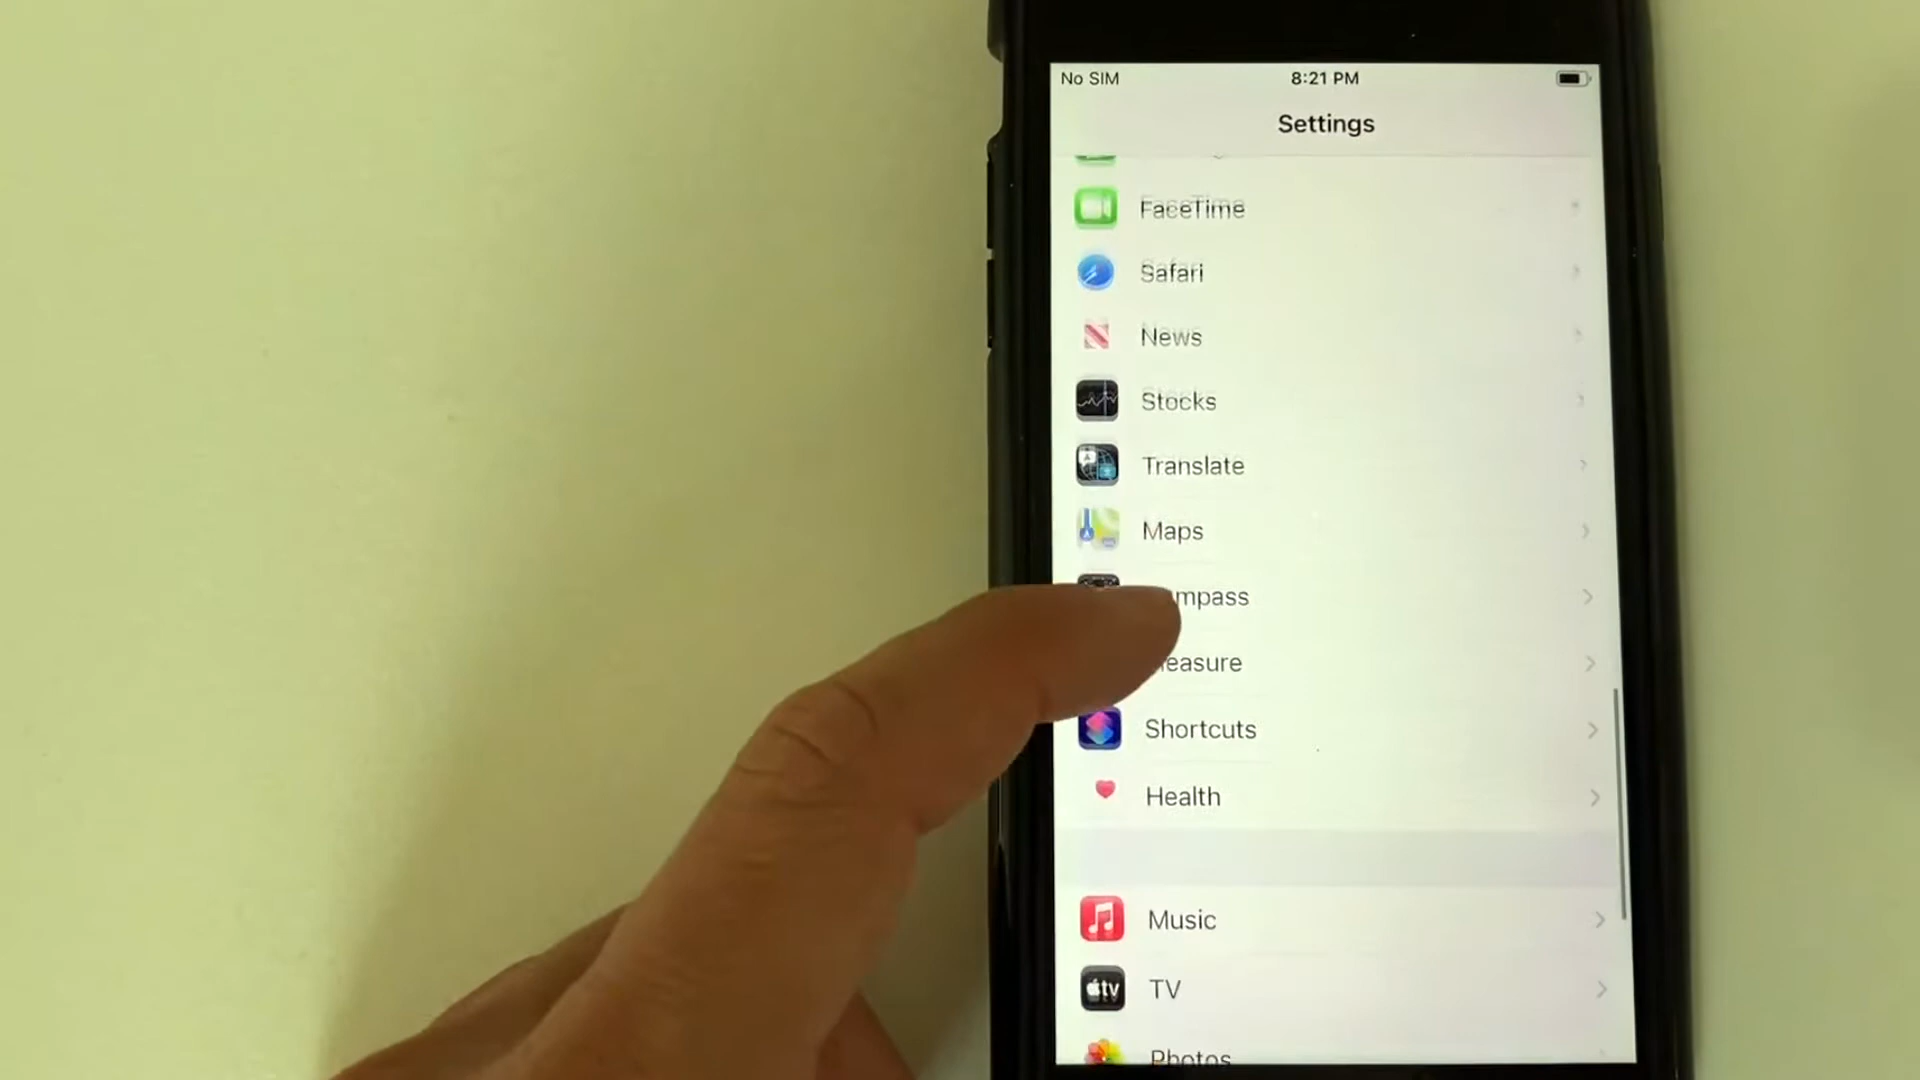 No SIM 8:21 PM
Settings
FaceTime
Safari
News
Stocks
Translate
Maps
mpass
easure
Shortcuts
Health
Music
tv TV
Photos